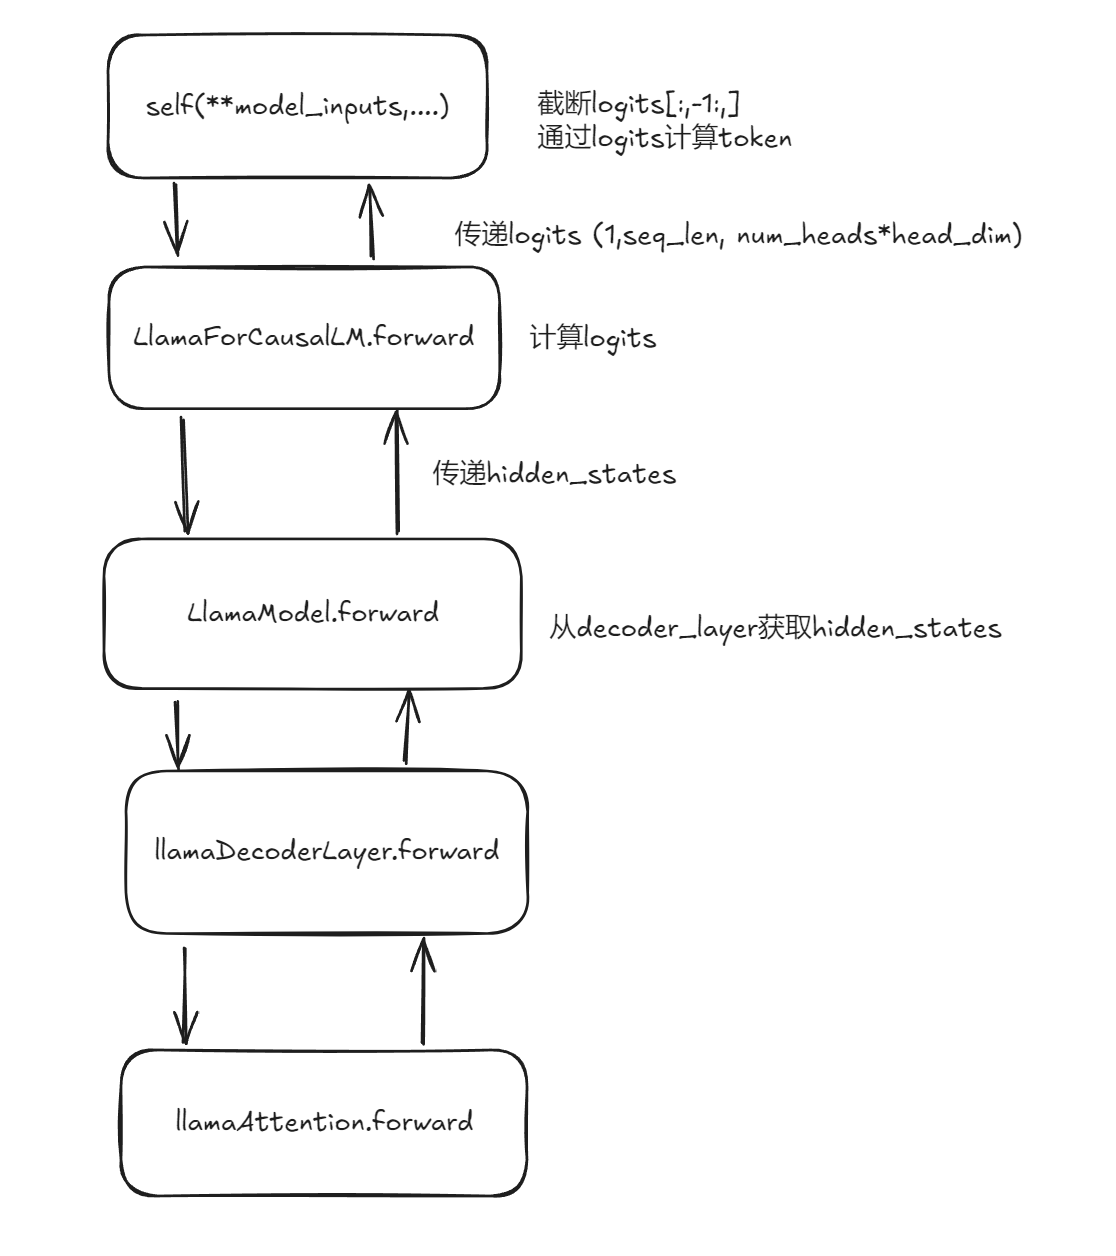 self(**model_inputs,....)
截断logits[:,-1:,]
通过logits计算token
传递logits (1,seq_len, num_heads*head_dim)
LlamaForCausalLM.forward
计算logits
传递hidden_states
LlamaModel.forward
从decoder_layer获取hidden_states
llamaDecoderLayer.forward
llamaAttention.forward